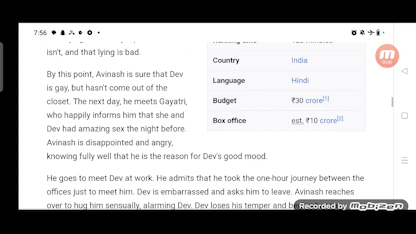 7:56
isn't, and that lying is bad.
Country India
Language Hindi
Budget ₹30 crore[1]
Box office est. ₹10 crore[2]
By this point, Avinash is sure that Dev
is gay, but hasn't come out of the
closet. The next day, he meets Gayatri,
who happily informs him that she and
Dev had amazing sex the night before.
Avinash is disappointed and angry,
knowing fully well that he is the reason for Dev's good mood.
He goes to meet Dev at work. He admits that he took the one-hour journey between the
offices just to meet him. Dev is embarrassed and asks him to leave. Avinash reaches
over to hug him sensually, alarming Dev. Dev loses his temper and
Recorded by mobizen